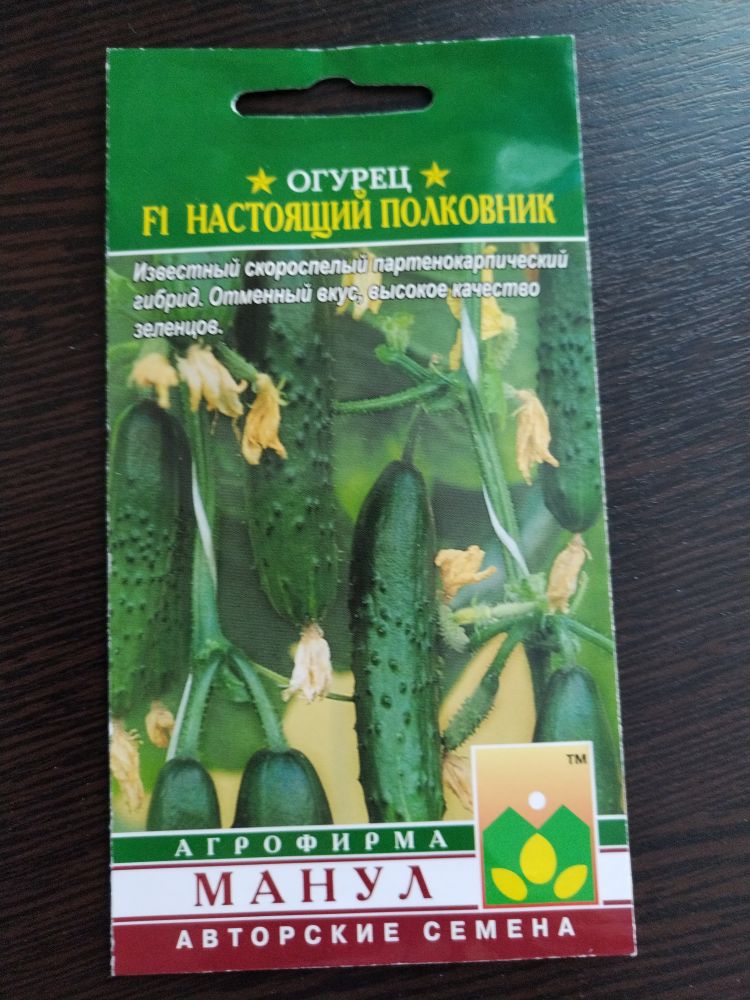 ★ ОГУРЕЦ ★
F1 НАСТОЯЩИЙ ПОЛКОВНИК
Известный скороспелый партенокарпический
гибрид. Отменный вкус, высокое качество
зеленцов.
TM
АГРОФИРМА
МАНУЛ
АВТОРСКИЕ СЕМЕНА